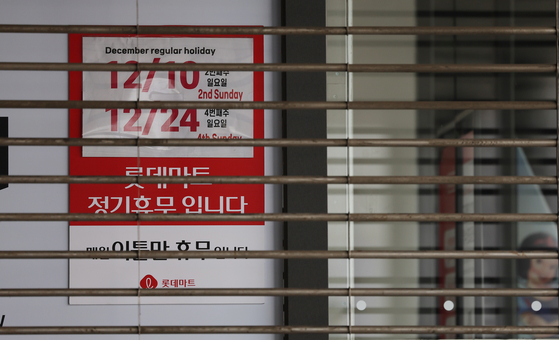 December regular holiday
12/10 2번째주
일요일
2nd Sunday
12/24 4번째주
일요일
4th Sunday
롯데마트
정기휴무 입니다
매월 이틀만 휴무 입니다
롯데마트